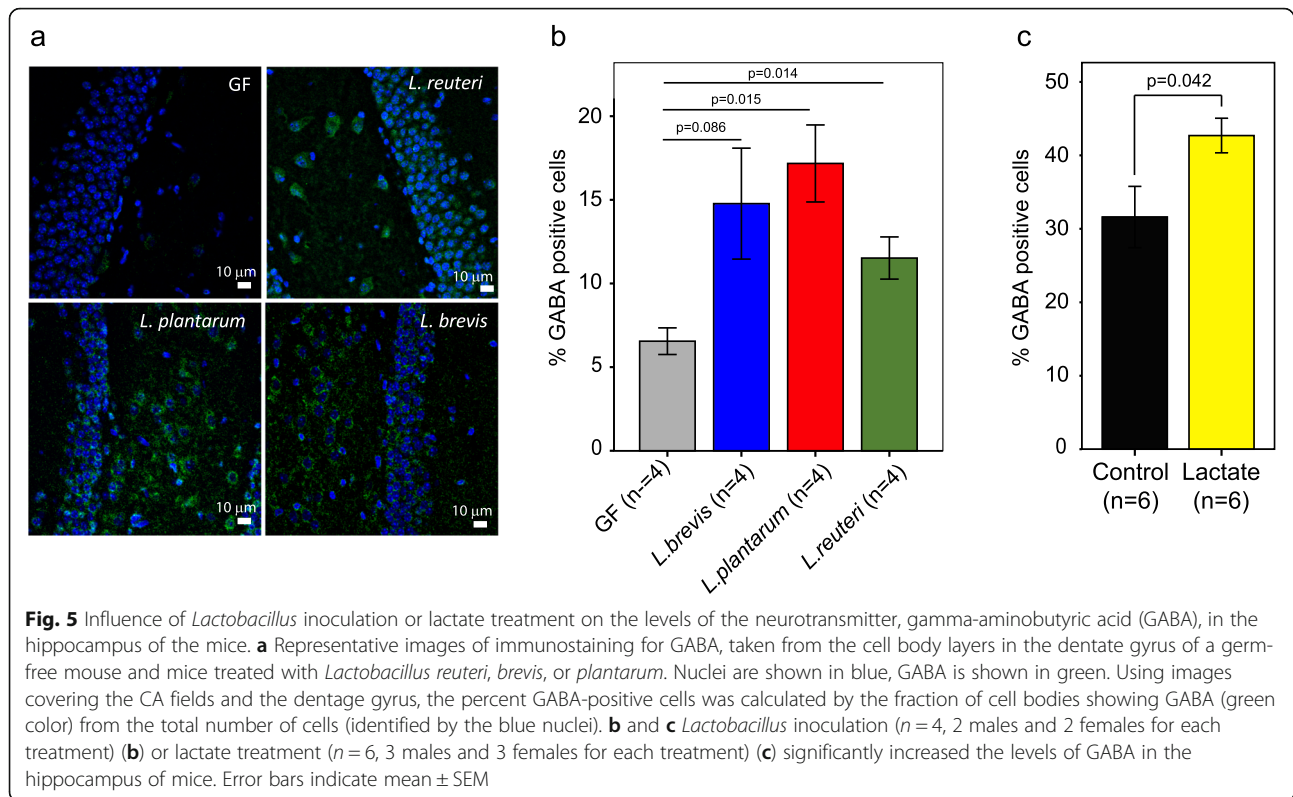 a
GF
L. reuteri
10 μm
10 μm
L. plantarum
L. brevis
10 μm
10 μm
b
% GABA positive cells
20
15
10
5
0
p=0.014
p=0.015
p=0.086
GF (n-=4)
L.brevis (n=4)
L.plantarum (n=4)
L.reuteri (n=4)
c
% GABA positive cells
50
40
30
20
10
0
p=0.042
Control
(n=6)
Lactate
(n=6)
Fig. 5 Influence of Lactobacillus inoculation or lactate treatment on the levels of the neurotransmitter, gamma-aminobutyric acid (GABA), in the
hippocampus of the mice. a Representative images of immunostaining for GABA, taken from the cell body layers in the dentate gyrus of a germ-
free mouse and mice treated with Lactobacillus reuteri, brevis, or plantarum. Nuclei are shown in blue, GABA is shown in green. Using images
covering the CA fields and the dentage gyrus, the percent GABA-positive cells was calculated by the fraction of cell bodies showing GABA (green
color) from the total number of cells (identified by the blue nuclei). b and c Lactobacillus inoculation (n = 4, 2 males and 2 females for each
treatment) (b) or lactate treatment (n = 6, 3 males and 3 females for each treatment) (c) significantly increased the levels of GABA in the
hippocampus of mice. Error bars indicate mean ± SEM